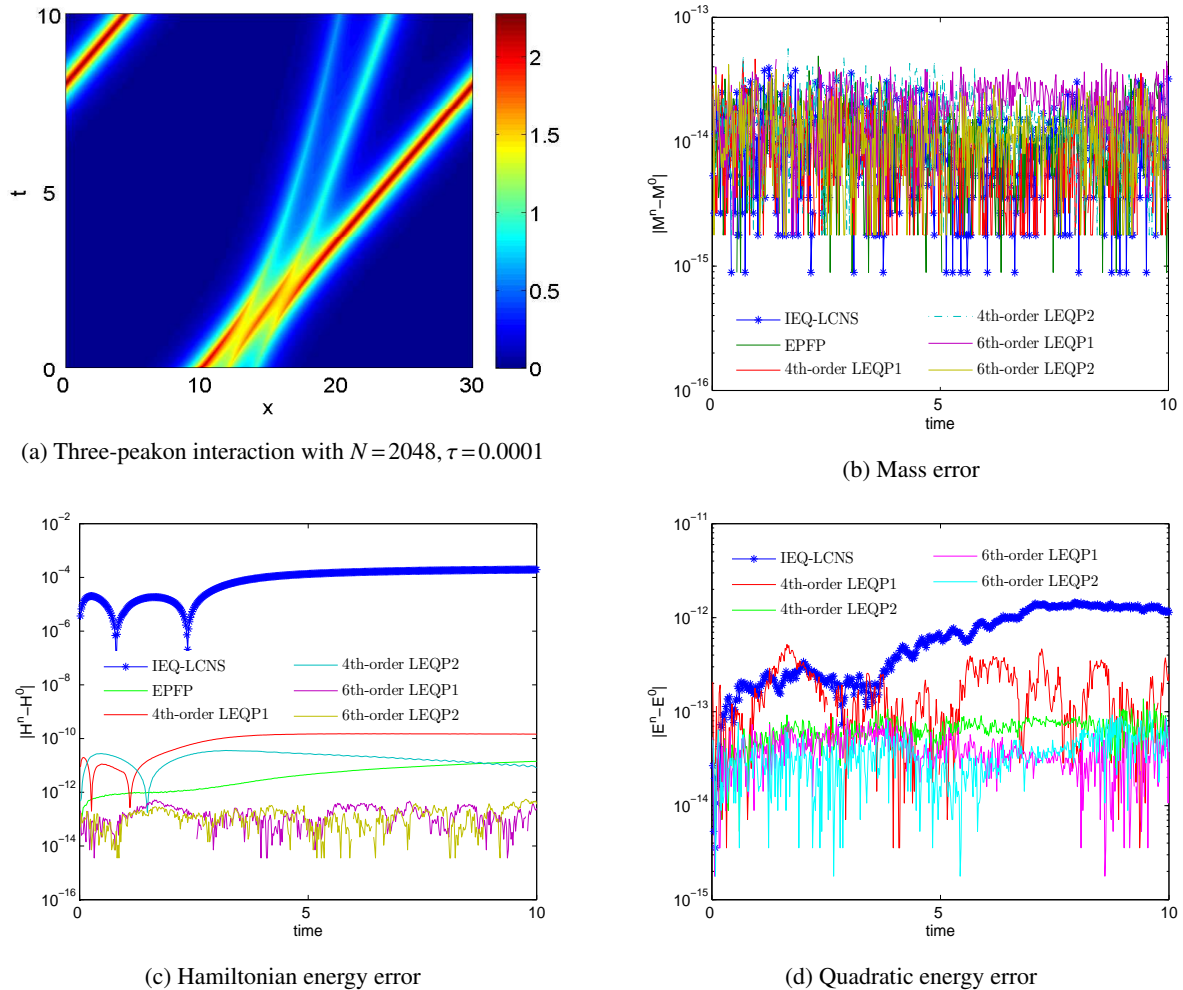 10
5
0
t
0
10
20
30
x
2
1.5
1
0.5
0
(a) Three-peakon interaction with N=2048, τ=0.0001
10⁻¹³
10⁻¹⁴
10⁻¹⁵
10⁻¹⁶
|Mⁿ−M⁰|
IEQ-LCNS
EPFP
4th-order LEQP1
4th-order LEQP2
6th-order LEQP1
6th-order LEQP2
0
5
10
time
(b) Mass error
10⁻²
10⁻⁴
10⁻⁶
10⁻⁸
10⁻¹⁰
10⁻¹²
10⁻¹⁴
10⁻¹⁶
|Hⁿ−H⁰|
IEQ-LCNS
EPFP
4th-order LEQP1
4th-order LEQP2
6th-order LEQP1
6th-order LEQP2
0
5
10
time
(c) Hamiltonian energy error
10⁻¹¹
10⁻¹²
10⁻¹³
10⁻¹⁴
10⁻¹⁵
|Eⁿ−E⁰|
IEQ-LCNS
4th-order LEQP1
4th-order LEQP2
6th-order LEQP1
6th-order LEQP2
0
5
10
time
(d) Quadratic energy error